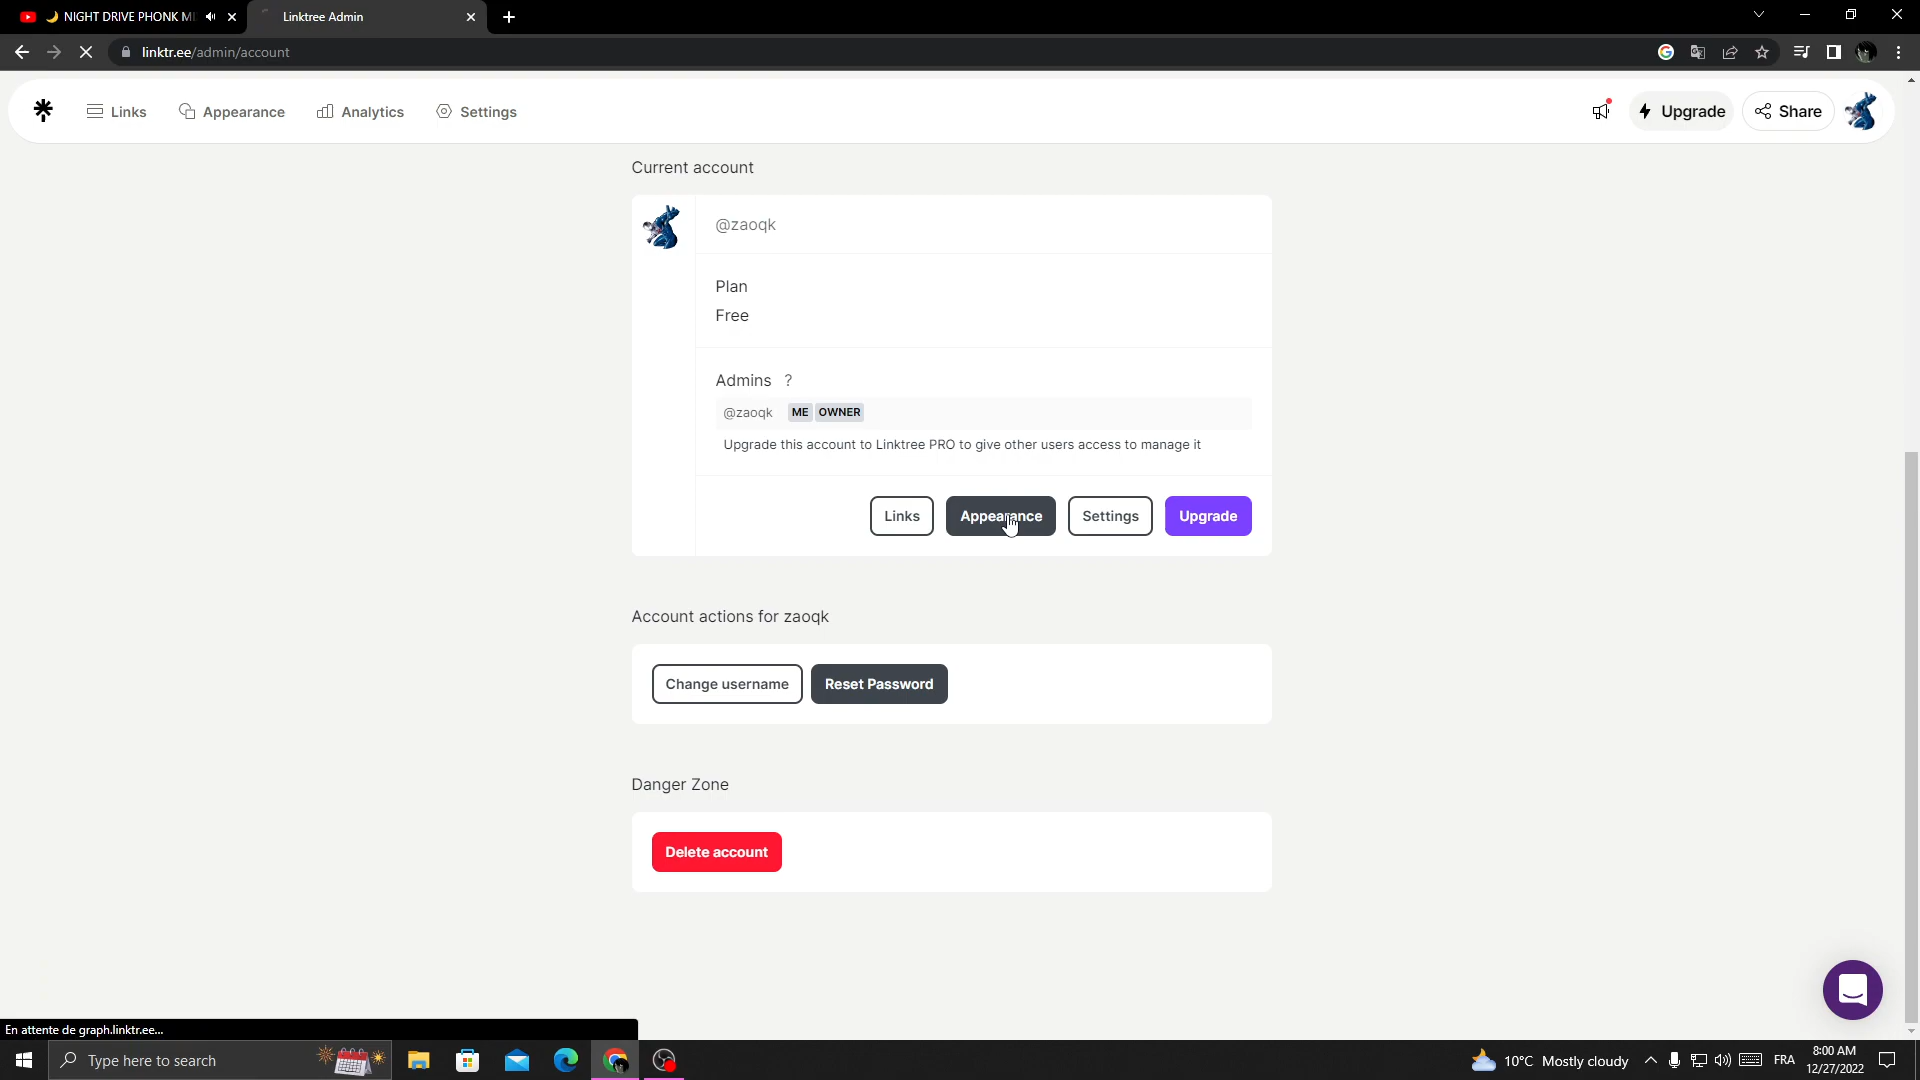 🌙 NIGHT DRIVE PHONK MI
Linktree Admin
linktr.ee/admin/account
Links
Appearance
Analytics
Settings
Upgrade
Share
Current account
@zaoqk
Plan
Free
Admins ?
@zaoqk ME OWNER
Upgrade this account to Linktree PRO to give other users access to manage it
Links
Appearance
Settings
Upgrade
Account actions for zaoqk
Change username
Reset Password
Danger Zone
Delete account
En attente de graph.linktr.ee...
Type here to search
10°C Mostly cloudy
FRA
8:00 AM
12/27/2022